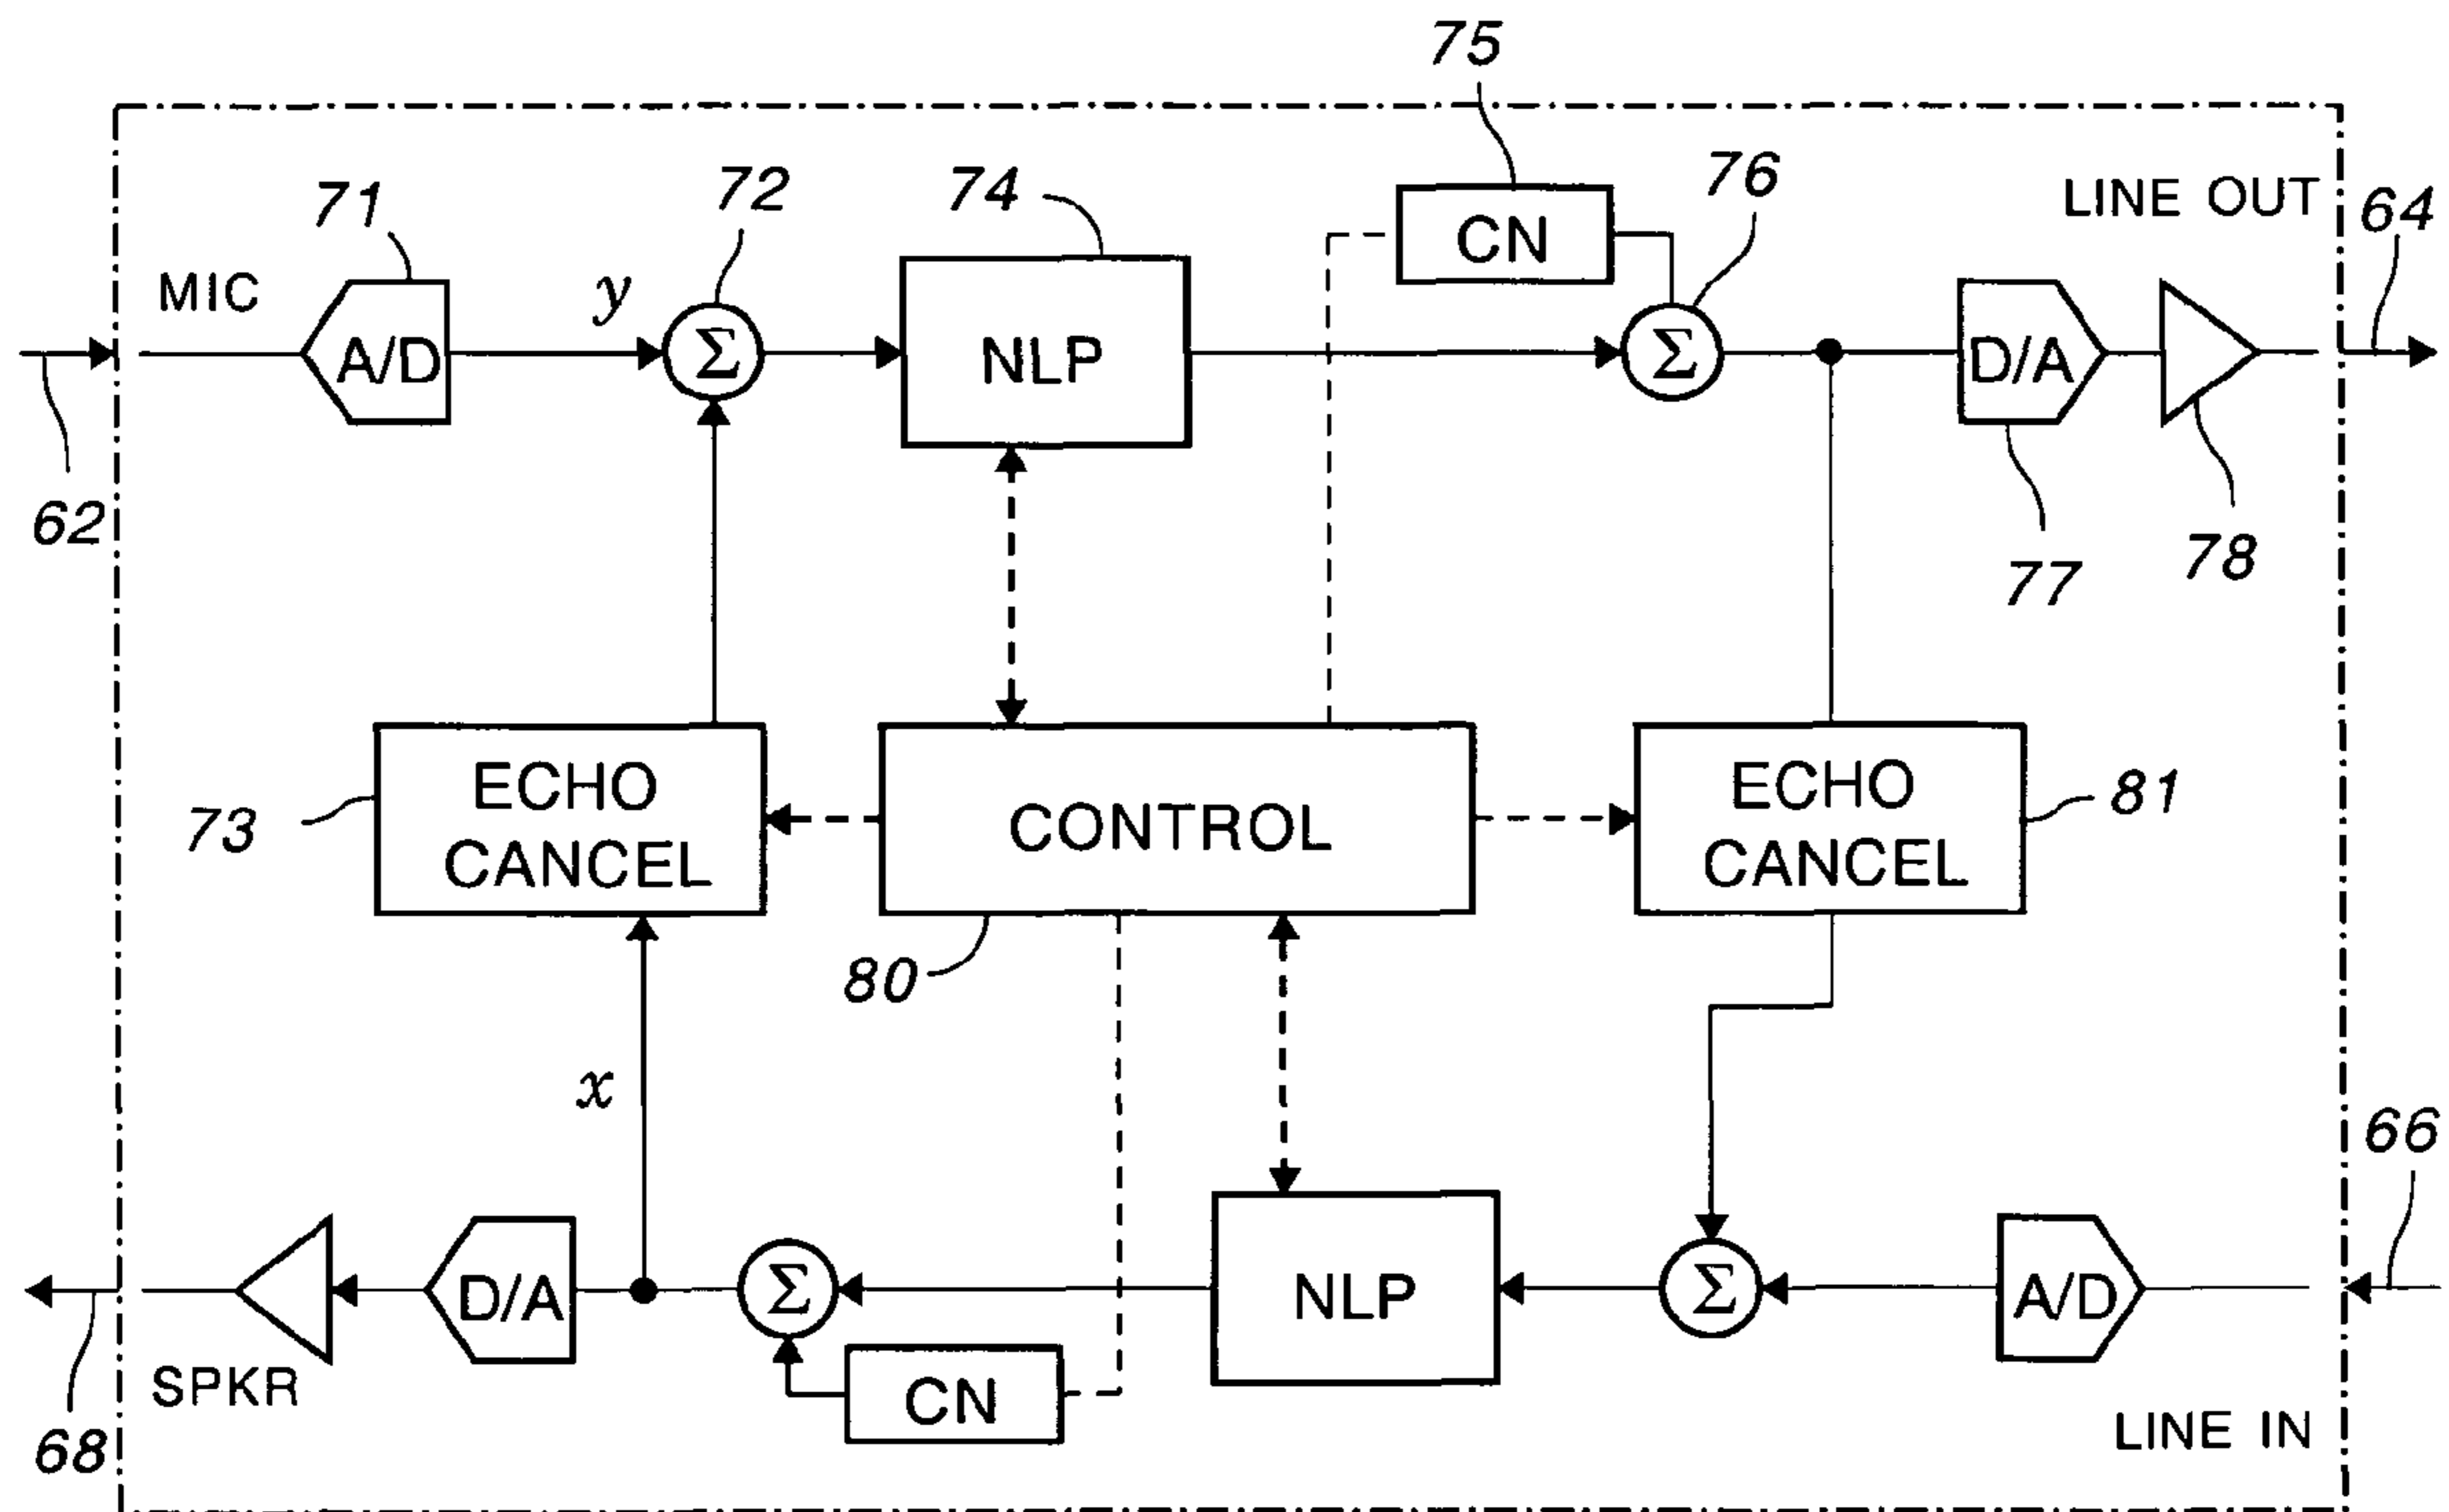 75
71
72
74
76
LINE OUT
64
MIC
A/D
y
Σ
NLP
CN
Σ
D/A
62
77
78
73
ECHO
CANCEL
CONTROL
ECHO
CANCEL
81
80
x
66
D/A
Σ
NLP
Σ
A/D
SPKR
CN
68
LINE IN